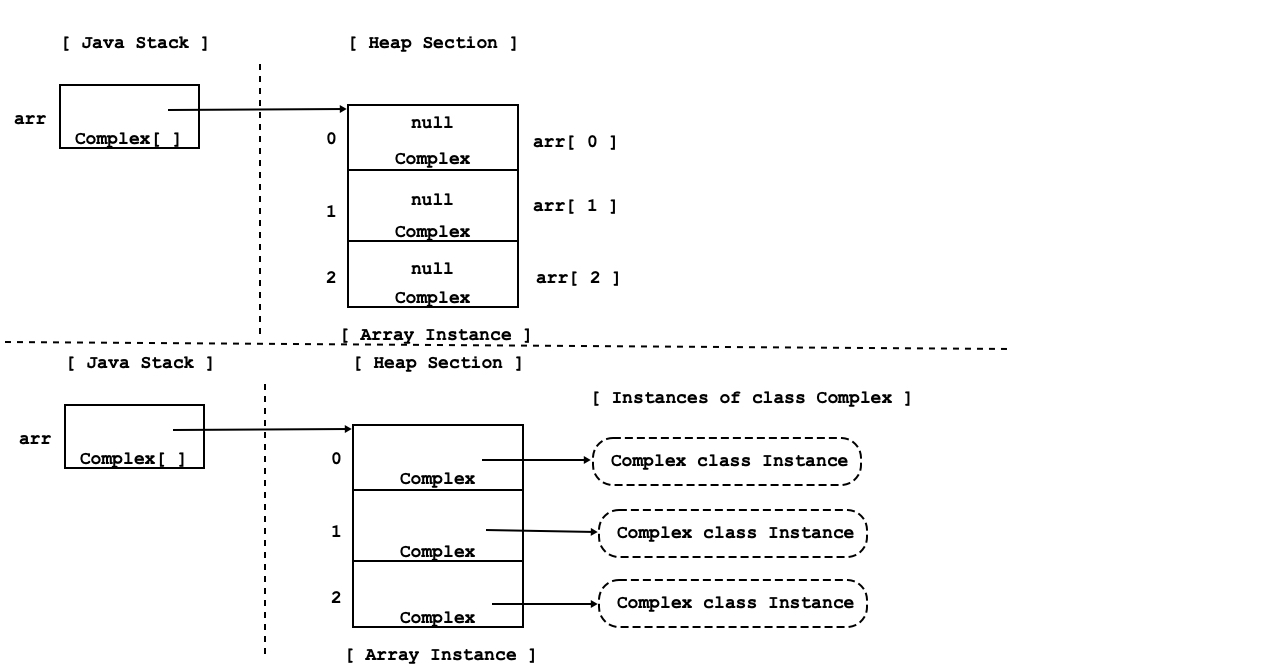 [ Java Stack ]
[ Heap Section ]
arr
Complex[ ]
0
null
Complex
arr[ 0 ]
1
null
Complex
arr[ 1 ]
2
null
Complex
arr[ 2 ]
[ Array Instance ]
[ Java Stack ]
[ Heap Section ]
[ Instances of class Complex ]
arr
Complex[ ]
0
Complex
Complex class Instance
1
Complex
Complex class Instance
2
Complex
Complex class Instance
[ Array Instance ]